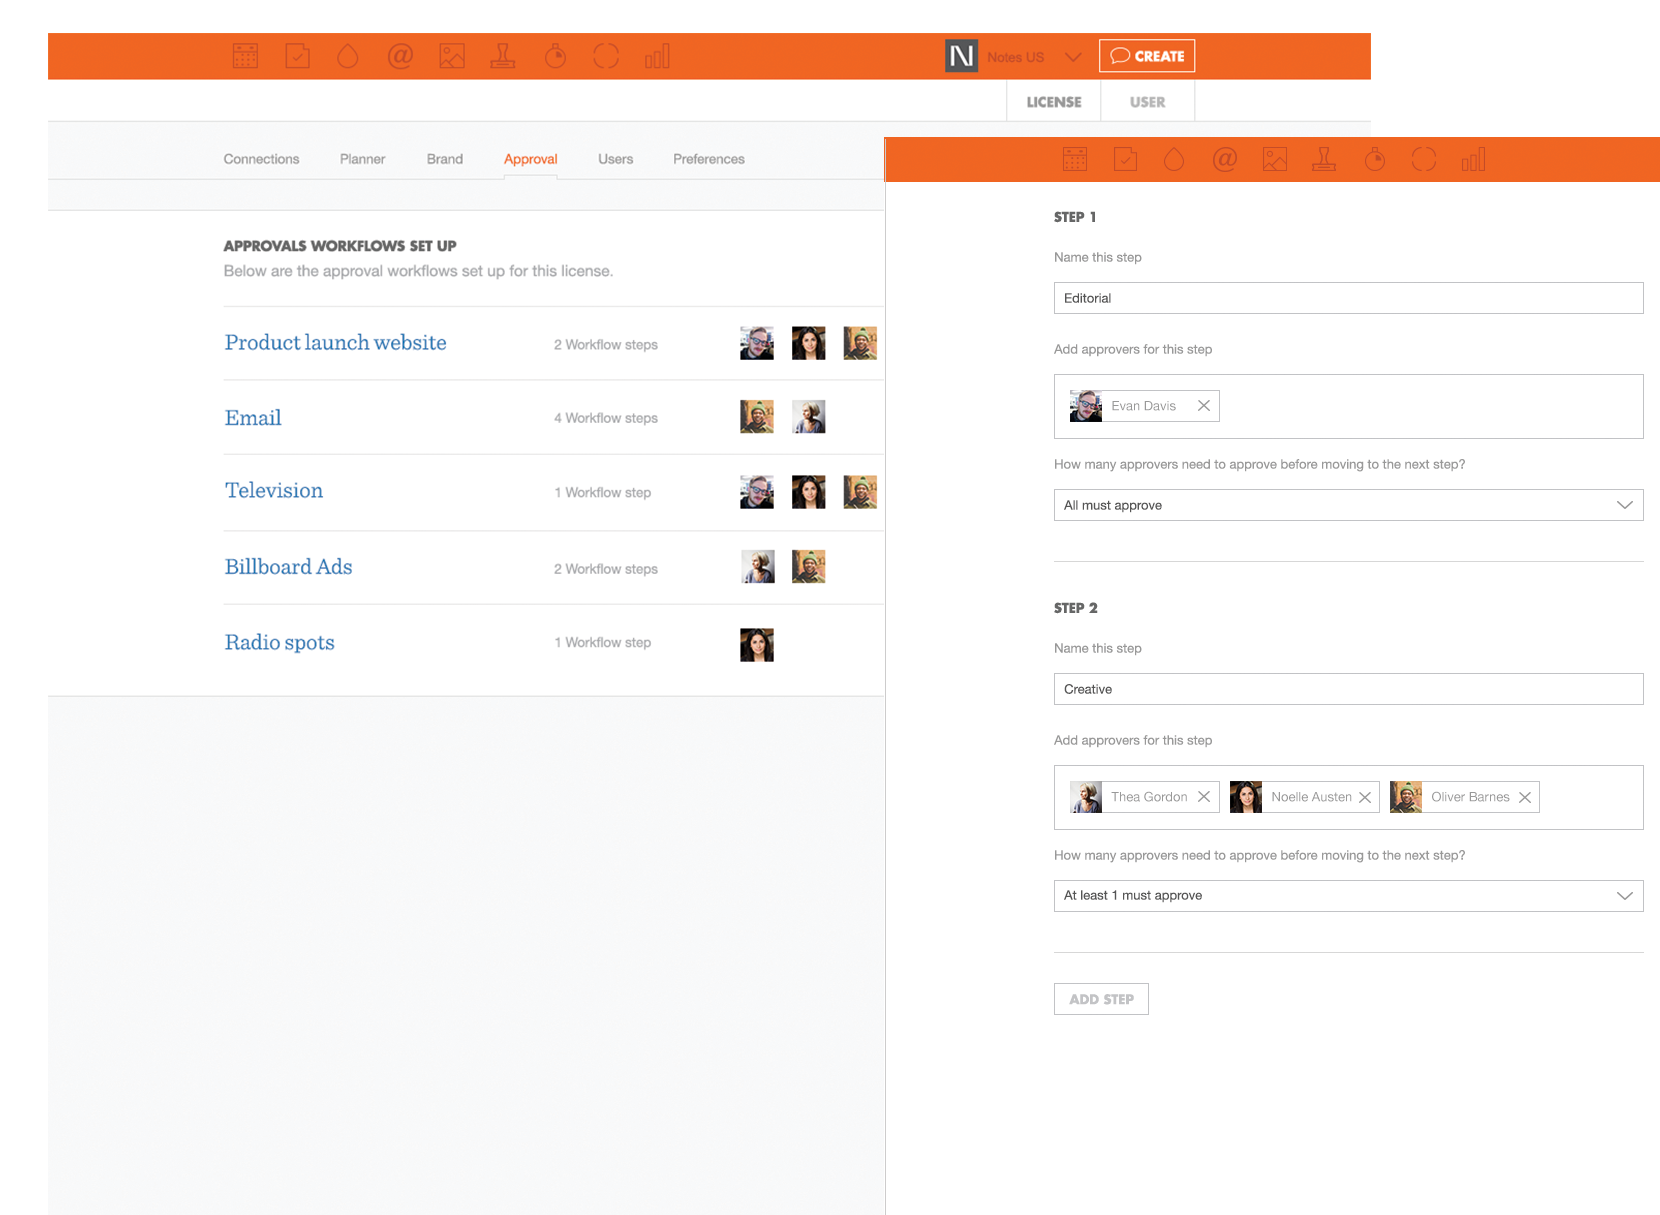 Notes US
CREATE
LICENSE
USER
Connections
Planner
Brand
Approval
Users
Preferences
APPROVALS WORKFLOWS SET UP
Below are the approval workflows set up for this license.
Product launch website
2 Workflow steps
Email
4 Workflow steps
Television
1 Workflow step
Billboard Ads
2 Workflow steps
Radio spots
1 Workflow step
STEP 1
Name this step
Editorial
Add approvers for this step
Evan Davis
How many approvers need to approve before moving to the next step?
All must approve
STEP 2
Name this step
Creative
Add approvers for this step
Thea Gordon
Noelle Austen
Oliver Barnes
How many approvers need to approve before moving to the next step?
At least 1 must approve
ADD STEP